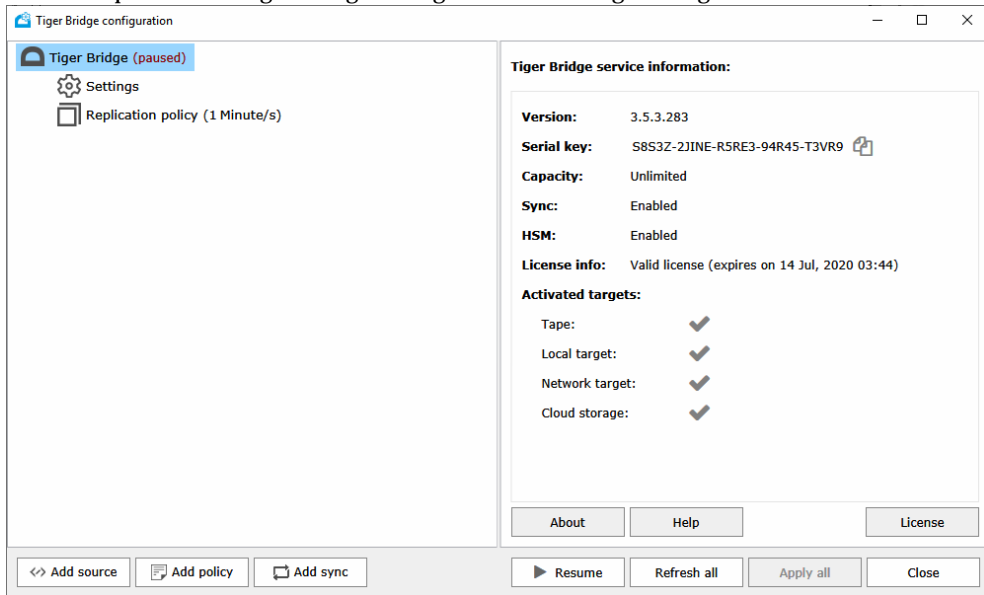 Tiger Bridge configuration
Tiger Bridge (paused)
Settings
Replication policy (1 Minute/s)
Tiger Bridge service information:
Version: 3.5.3.283
Serial key: S8S3Z-2JINE-R5RE3-94R45-T3VR9
Capacity: Unlimited
Sync: Enabled
HSM: Enabled
License info: Valid license (expires on 14 Jul, 2020 03:44)
Activated targets:
Tape:
Local target:
Network target:
Cloud storage:
About Help License
Add source Add policy Add sync Resume Refresh all Apply all Close